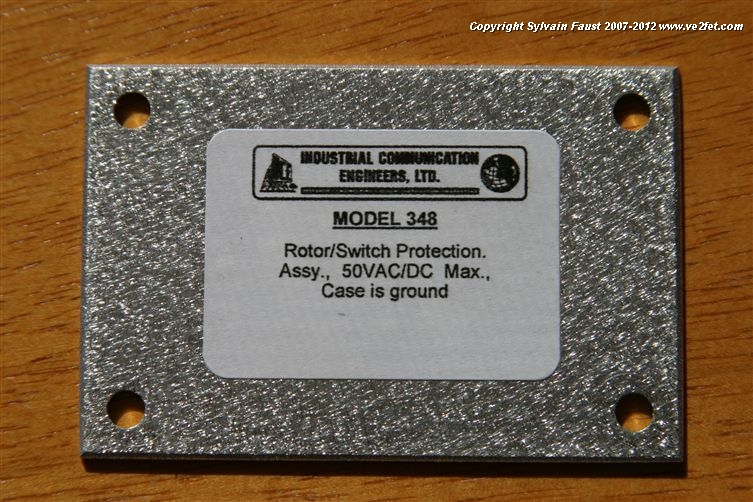 Copyright Sylvain Faust 2007-2012 www.ve2fet.com
INDUSTRIAL COMMUNICATION
ENGINEERS, LTD.
MODEL 348
Rotor/Switch Protection.
Assy., 50VAC/DC Max.,
Case is ground